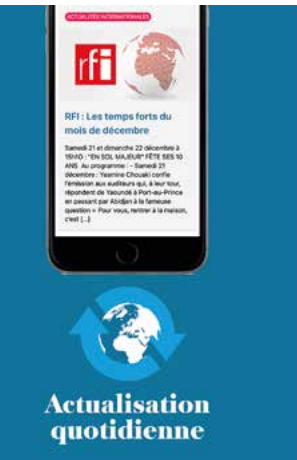 ACTUALITÉS INTERNATIONALES
rfi
RFI : Les temps forts du
mois de décembre
Samedi 21 et dimanche 22 décembre à
15H10 : "EN SOL MAJEUR" FÊTE SES 10
ANS Au programme : – Samedi 21
décembre : Yasmine Chouaki confie
l'émission aux auditeurs qui, à leur tour,
répondent de Yaoundé à Port-au-Prince
en passant par Abidjan à la fameuse
question « Pour vous, rentrer à la maison,
c'est [...]
Actualisation
quotidienne